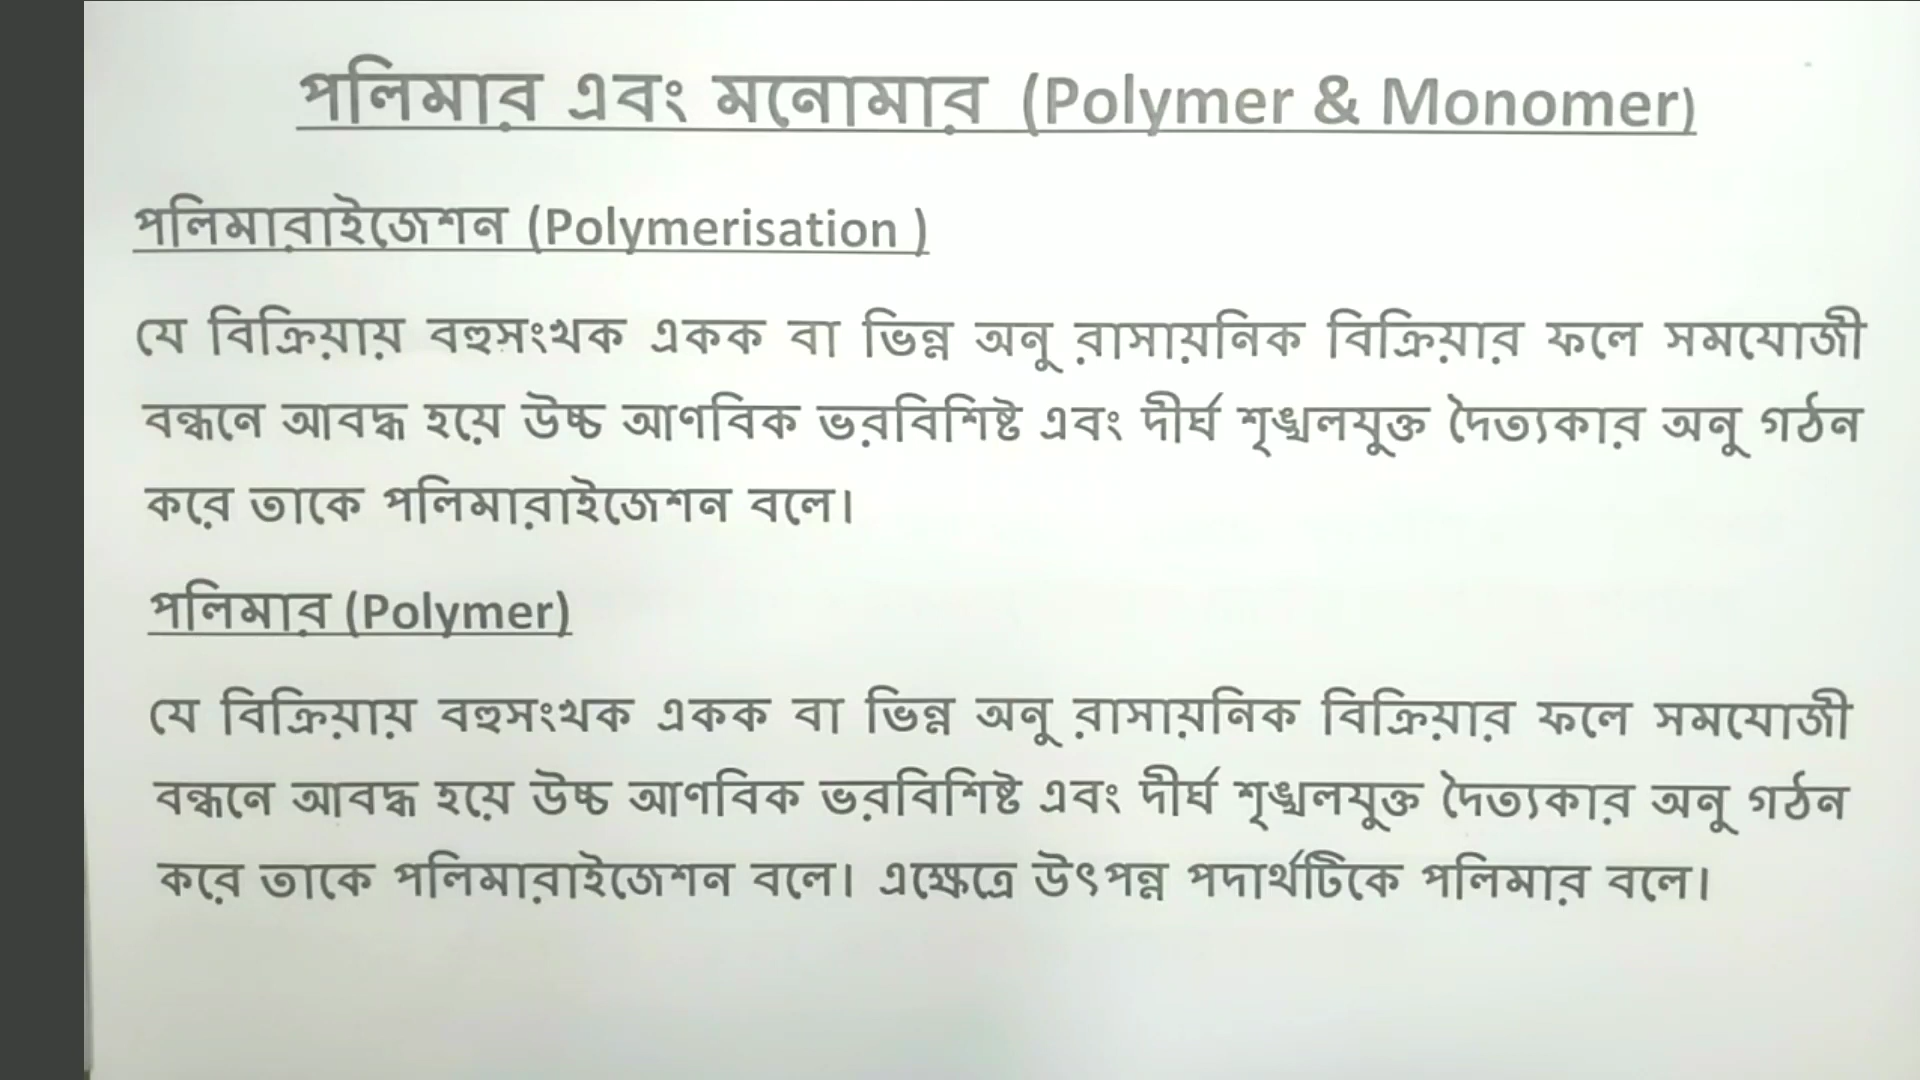 পলিমার এবং মনোমার (Polymer & Monomer)
পলিমারাইজেশন (Polymerisation )
যে বিক্রিয়ায় বহুসংখক একক বা ভিন্ন অনু রাসায়নিক বিক্রিয়ার ফলে সমযোজী
বন্ধনে আবদ্ধ হয়ে উচ্চ আণবিক ভরবিশিষ্ট এবং দীর্ঘ শৃঙ্খলযুক্ত দৈত্যকার অনু গঠন
করে তাকে পলিমারাইজেশন বলে।
পলিমার (Polymer)
যে বিক্রিয়ায় বহুসংখক একক বা ভিন্ন অনু রাসায়নিক বিক্রিয়ার ফলে সমযোজী
বন্ধনে আবদ্ধ হয়ে উচ্চ আণবিক ভরবিশিষ্ট এবং দীর্ঘ শৃঙ্খলযুক্ত দৈত্যকার অনু গঠন
করে তাকে পলিমারাইজেশন বলে। এক্ষেত্রে উৎপন্ন পদার্থটিকে পলিমার বলে।